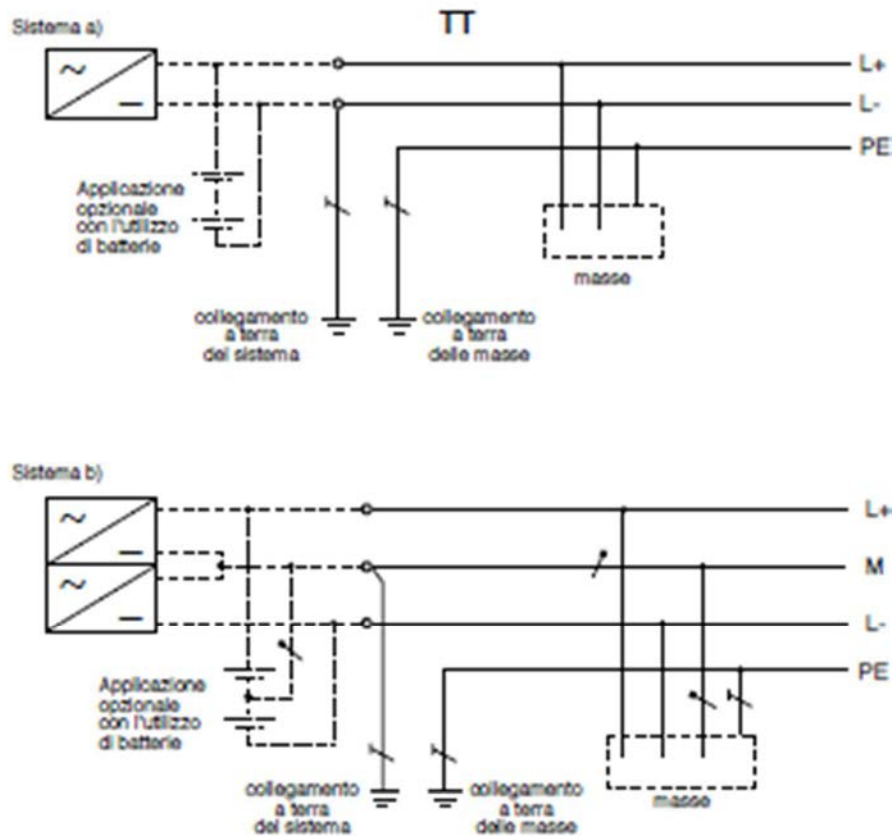 TT
Sistema a)
L+
L-
PE
Applicazione
opzionale
con l'utilizzo
di batterie
masse
collegamento
a terra
del sistema
collegamento
a terra
delle masse
Sistema b)
L+
M
L-
PE
Applicazione
opzionale
con l'utilizzo
di batterie
masse
collegamento
a terra
del sistema
collegamento
a terra
delle masse